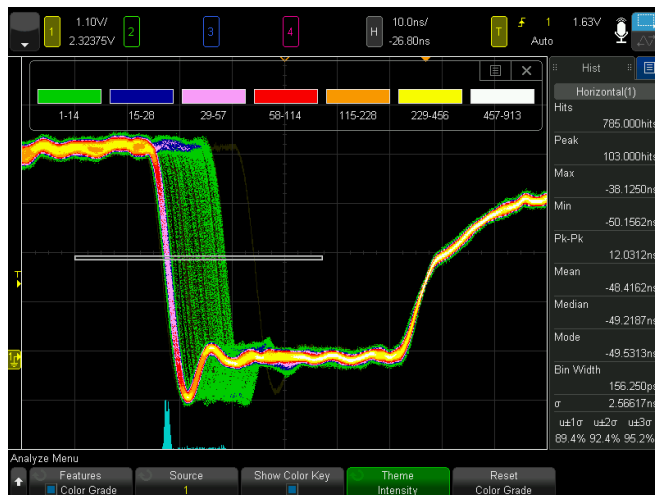 1 1.10V/ 2.32375V 2 3 4 H 10.0ns/ -26.80ns T 1 1.63V Auto
Hist
Horizontal(1)
1-14 15-28 29-57 58-114 115-228 229-456 457-913
Hits
785.000hits
Peak
103.000hits
Max
-38.1250ns
Min
-50.1562ns
Pk-Pk
12.0312ns
Mean
-48.4162ns
Median
-49.2187ns
Mode
-49.5313ns
Bin Width
156.250ps
σ
2.56617ns
u±1σ u±2σ u±3σ
89.4% 92.4% 95.2%
T
1
Analyze Menu
Features
Color Grade
Source
1
Show Color Key
Theme
Intensity
Reset
Color Grade